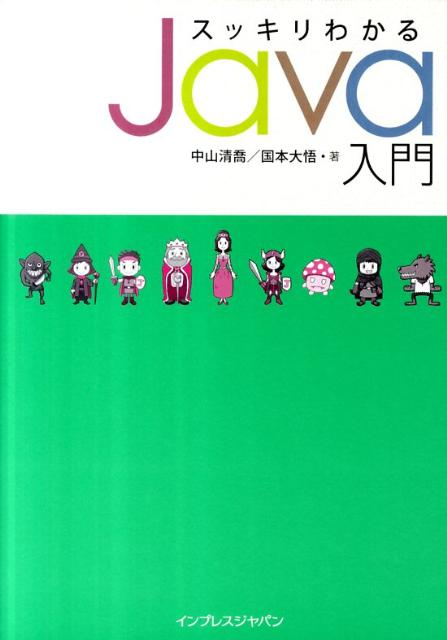 スッキリわかる
Java
入門
中山清喬／国本大悟・著
インプレスジャパン